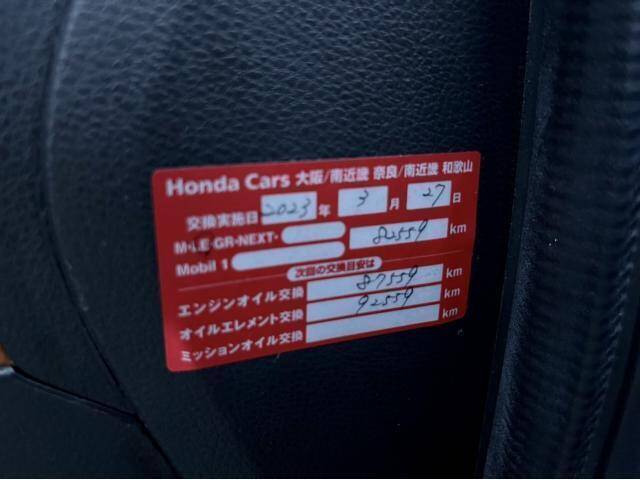 Honda Cars 大阪/南近畿 奈良/南近畿 和歌山
交換実施日 2023 年 3 月 27 日
M・LE・GR・NEXT・ 82559 km
Mobil 1
次回の交換目安は
エンジンオイル交換 87559 km
オイルエレメント交換 92559 km
ミッションオイル交換 km